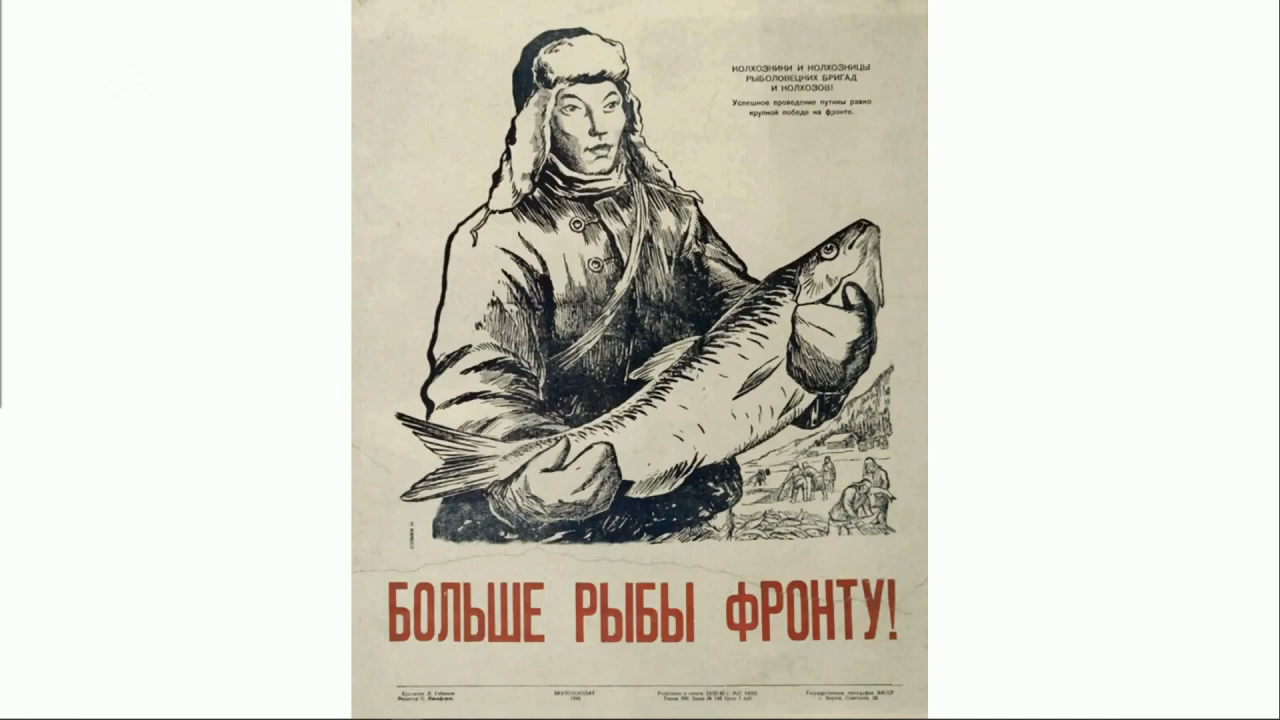 КОЛХОЗНИКИ И КОЛХОЗНИЦЫ
РЫБОЛОВЕЦКИХ БРИГАД
И КОЛХОЗОВ!
Успешное проведение путины равно
крупной победе на фронте.
БОЛЬШЕ РЫБЫ ФРОНТУ!